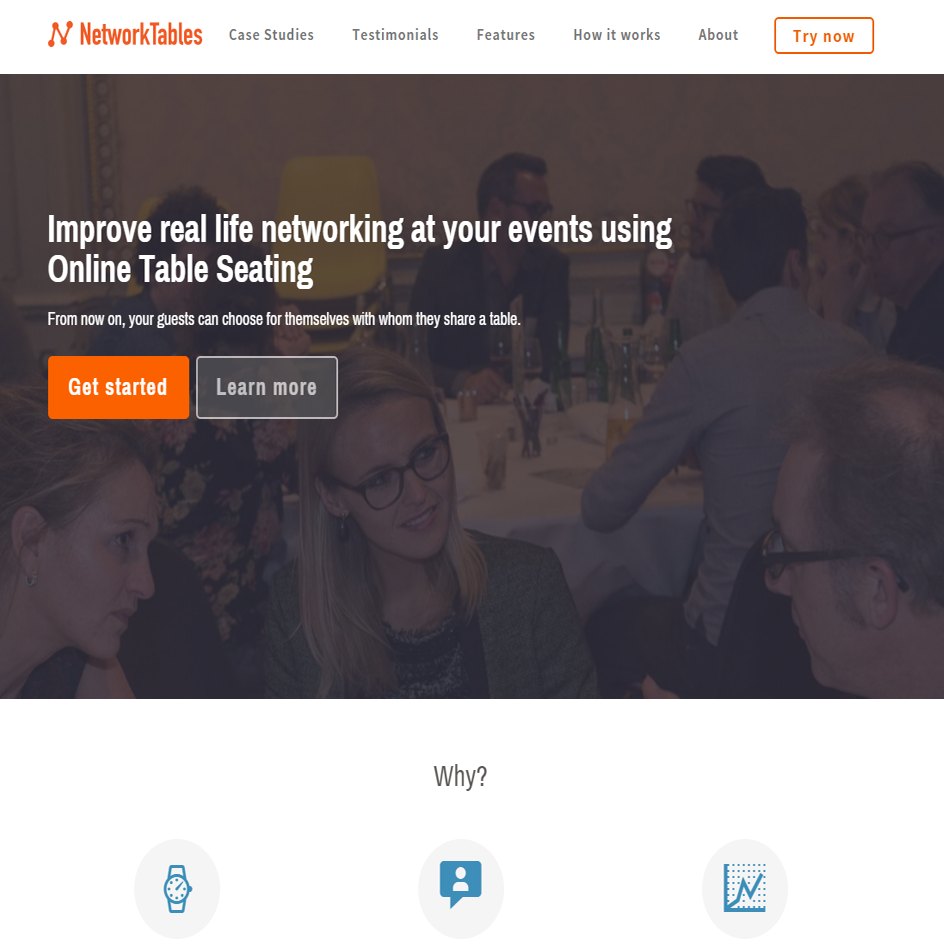 NetworkTables
Case Studies
Testimonials
Features
How it works
About
Try now
Improve real life networking at your events using
Online Table Seating
From now on, your guests can choose for themselves with whom they share a table.
Get started
Learn more
Why?